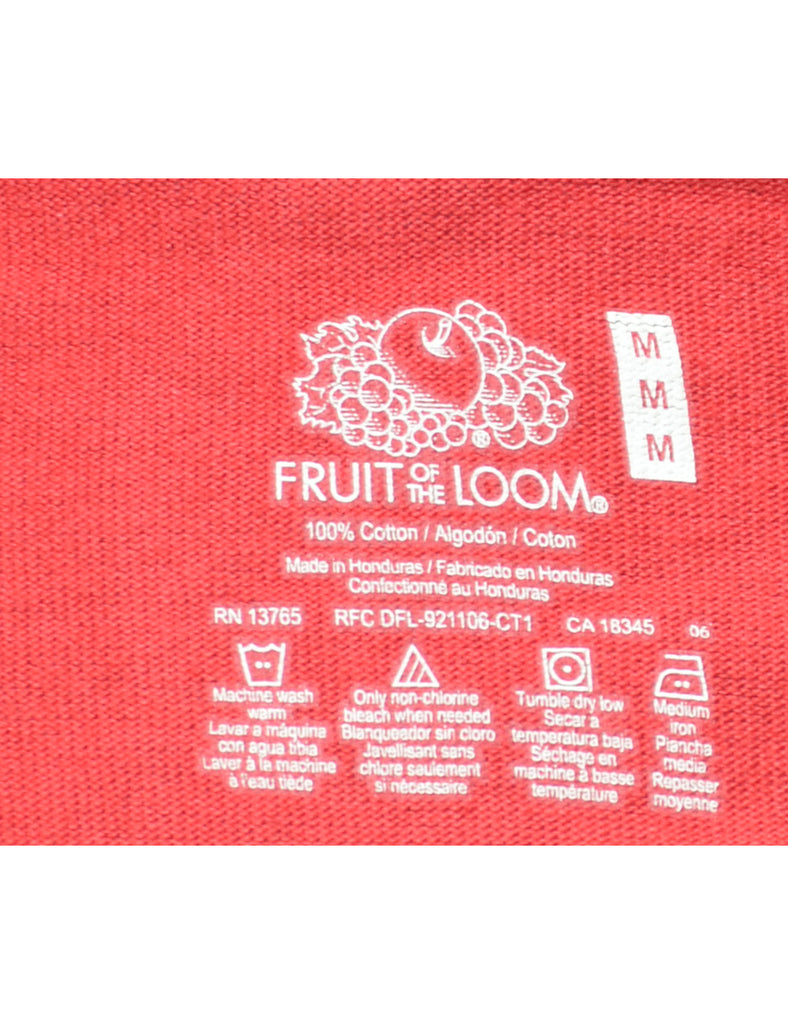 M
M
M
FRUIT OF THE LOOM®
100% Cotton / Algodón / Coton
Made in Honduras / Fabricado en Honduras
Confectionné au Honduras
RN 13765 RFC DFL-921106-CT1 CA 18345 06
Machine wash
warm
Lavar a máquina
con agua tibia
Laver à la machine
à l'eau tiède
Only non-chlorine
bleach when needed
Blanqueador sin cloro
Javellisant sans
chlore seulement
si nécessaire
Tumble dry low
Secar a
temperatura baja
Séchage en
machine à basse
température
Medium
iron
Plancha
media
Repasser
moyenne